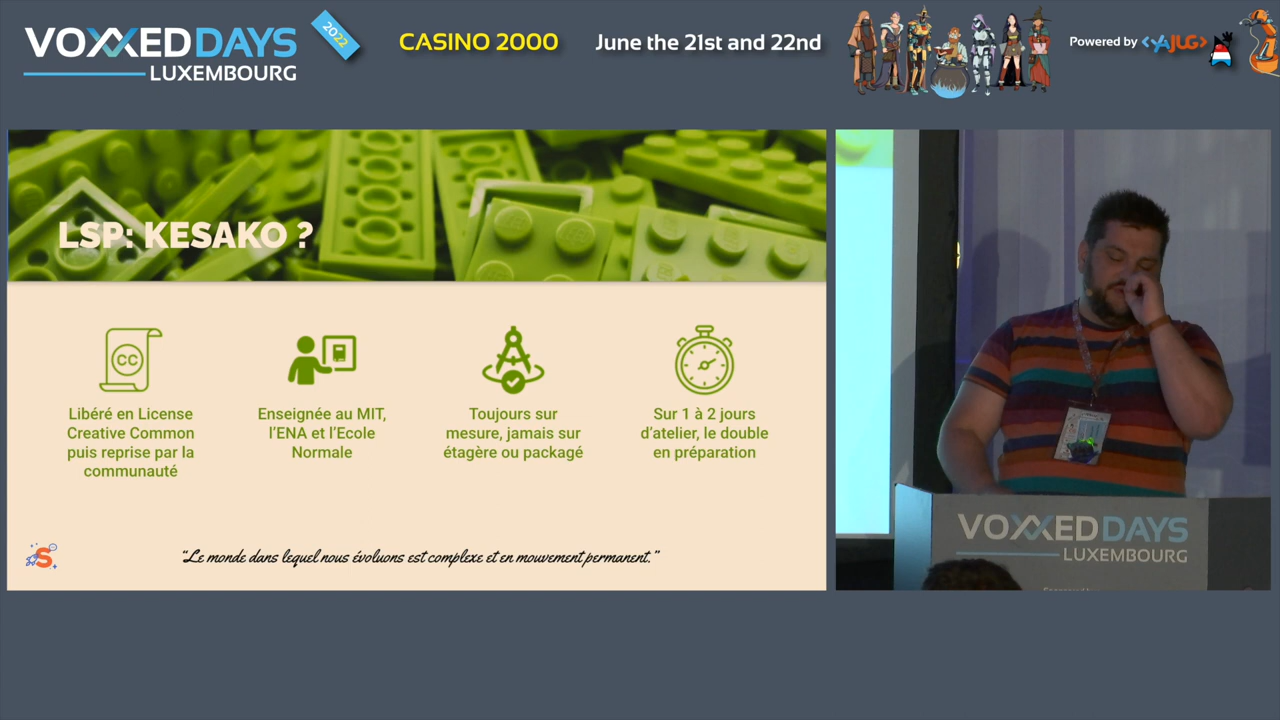 VOXXED DAYS
LUXEMBOURG
2022
CASINO 2000
June the 21st and 22nd
Powered by <YAJUG>
LSP: KESAKO ?
CC
Libéré en License
Creative Common
puis reprise par la
communauté
Enseignée au MIT,
l'ENA et l'Ecole
Normale
Toujours sur
mesure, jamais sur
étagère ou packagé
Sur 1 à 2 jours
d'atelier, le double
en préparation
“Le monde dans lequel nous évoluons est complexe et en mouvement permanent.”
S
VOXXED DAYS
LUXEMBOURG